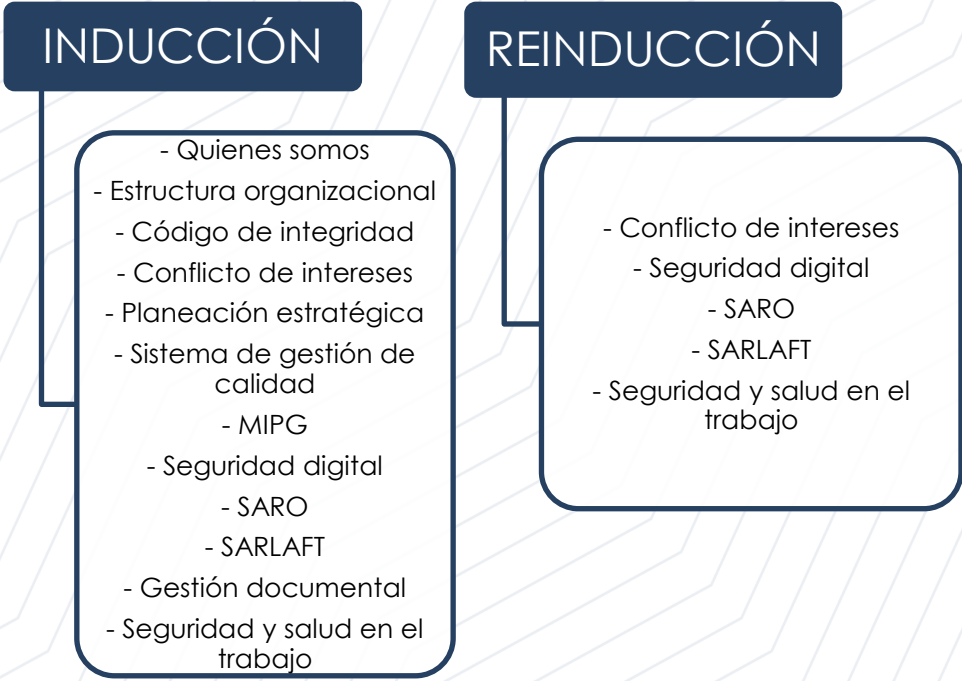 INDUCCIÓN
- Quienes somos
- Estructura organizacional
- Código de integridad
- Conflicto de intereses
- Planeación estratégica
- Sistema de gestión de
calidad
- MIPG
- Seguridad digital
- SARO
- SARLAFT
- Gestión documental
- Seguridad y salud en el
trabajo
REINDUCCIÓN
- Conflicto de intereses
- Seguridad digital
- SARO
- SARLAFT
- Seguridad y salud en el
trabajo